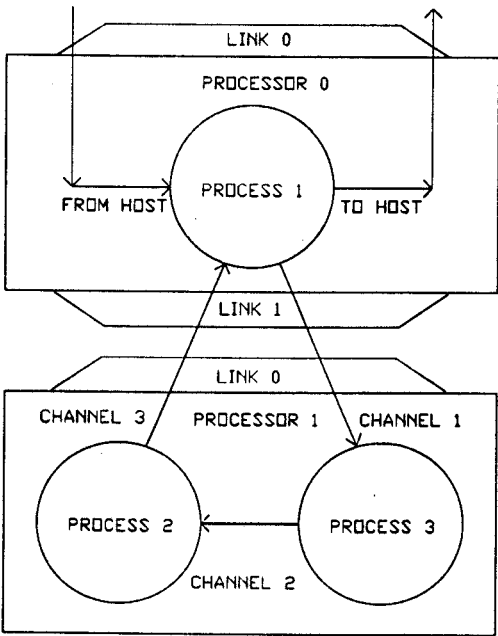 LINK 0
PROCESSOR 0
PROCESS 1
FROM HOST
TO HOST
LINK 1
LINK 0
CHANNEL 3
PROCESSOR 1
CHANNEL 1
PROCESS 2
PROCESS 3
CHANNEL 2